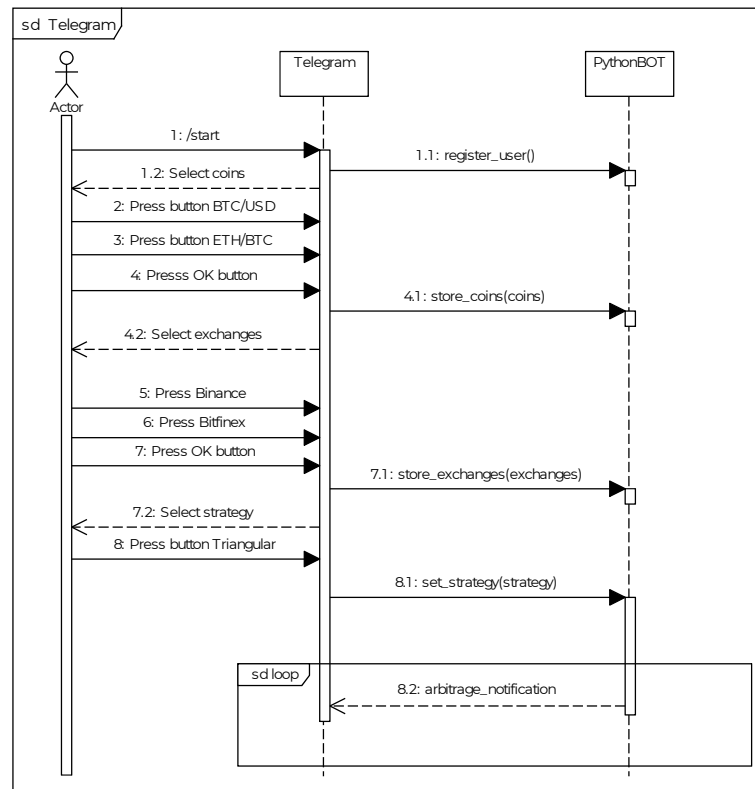 sd Telegram
Telegram
PythonBOT
Actor
1: /start
1.1: register_user()
1.2: Select coins
2: Press button BTC/USD
3: Press button ETH/BTC
4: Presss OK button
4.1: store_coins(coins)
4.2: Select exchanges
5: Press Binance
6: Press Bitfinex
7: Press OK button
7.1: store_exchanges(exchanges)
7.2: Select strategy
8: Press button Triangular
8.1: set_strategy(strategy)
sd loop
8.2: arbitrage_notification